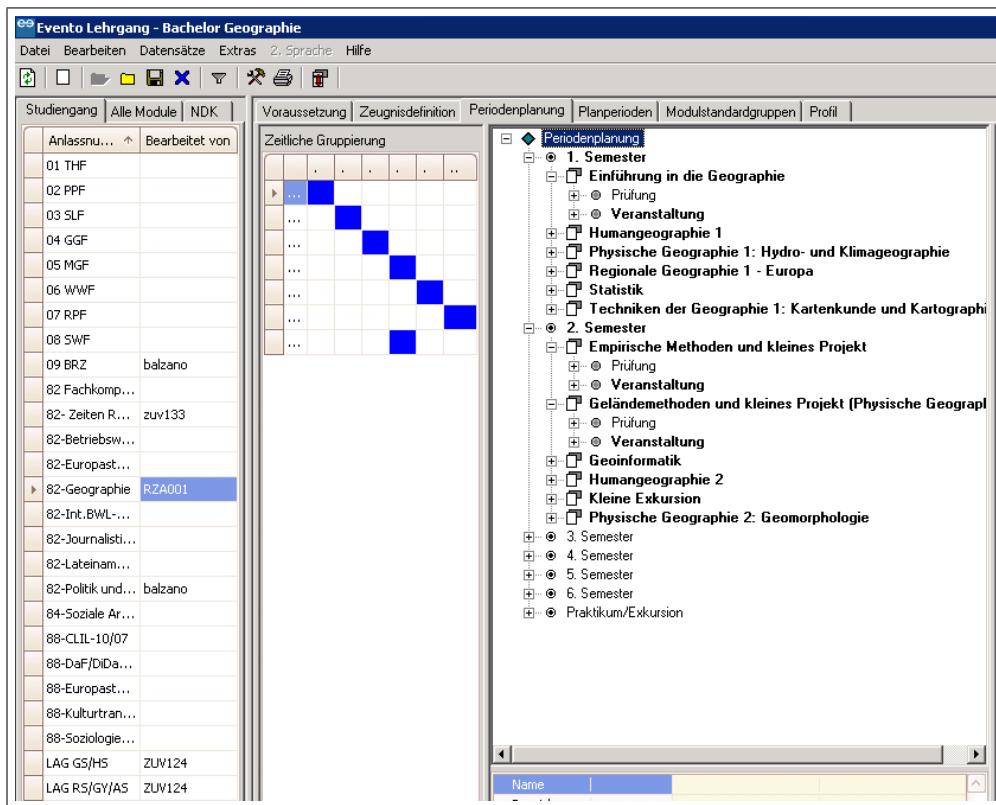 Evento Lehrgang - Bachelor Geographie
Datei Bearbeiten Datensätze Extras 2. Sprache Hilfe
Studiengang Alle Module NDK
Anlassnu... Bearbeitet von
01 THF
02 PPF
03 SLF
04 GGF
05 MGF
06 WWF
07 RPF
08 SWF
09 BRZ balzano
82 Fachkomp...
82- Zeiten R... zuv133
82-Betriebsw...
82-Europast...
82-Geographie RZA001
82-Int.BWL-...
82-Journalisti...
82-Lateinam...
82-Politik und... balzano
84-Soziale Ar...
88-CLIL-10/07
88-DaF/DiDa...
88-Europast...
88-Kulturtran...
88-Soziologie...
LAG GS/HS ZUV124
LAG RS/GY/AS ZUV124
Voraussetzung Zeugnisdefinition Periodenplanung Planperioden Modulstandardgruppen Profil
Zeitliche Gruppierung
. . . . . ..
...
...
...
...
...
...
...
Periodenplanung
1. Semester
Einführung in die Geographie
Prüfung
Veranstaltung
Humangeographie 1
Physische Geographie 1: Hydro- und Klimageographie
Regionale Geographie 1 - Europa
Statistik
Techniken der Geographie 1: Kartenkunde und Kartographi
2. Semester
Empirische Methoden und kleines Projekt
Prüfung
Veranstaltung
Geländemethoden und kleines Projekt (Physische Geograpl
Prüfung
Veranstaltung
Geoinformatik
Humangeographie 2
Kleine Exkursion
Physische Geographie 2: Geomorphologie
3. Semester
4. Semester
5. Semester
6. Semester
Praktikum/Exkursion
Name